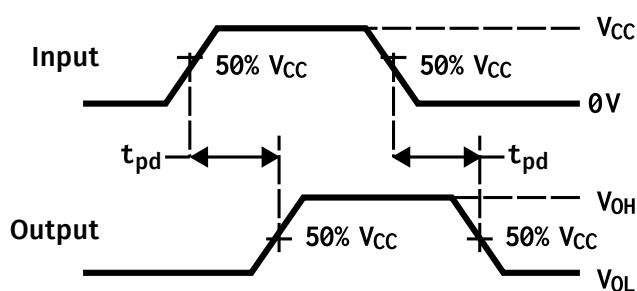 VCC
Input
50% VCC
50% VCC
0V
tpd
tpd
VOH
Output
50% VCC
50% VCC
VOL